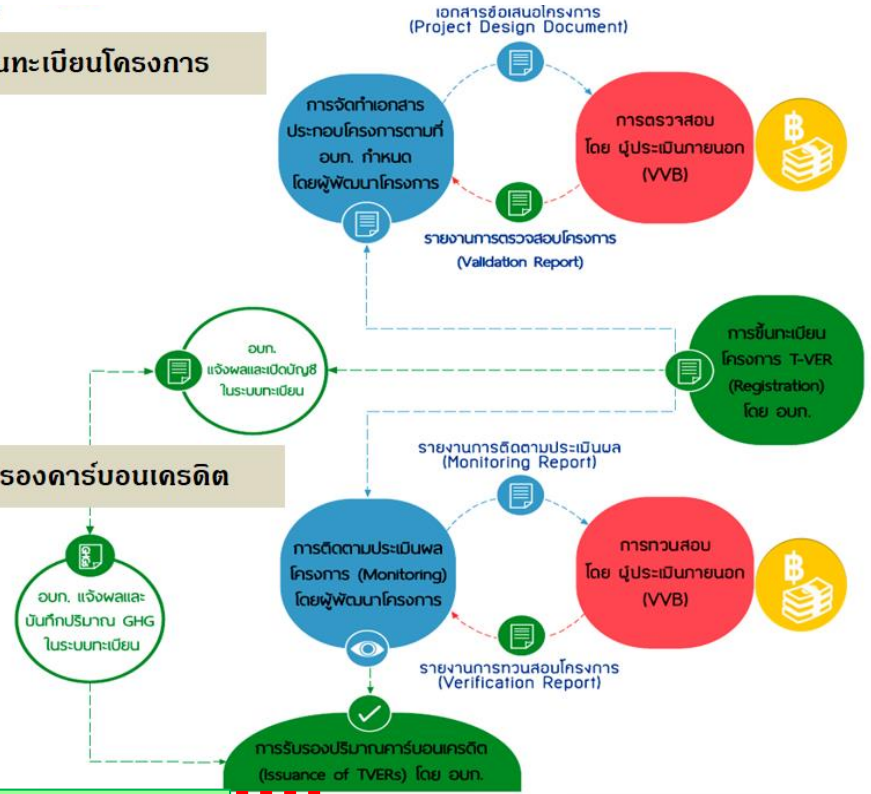 เอกสารข้อเสนอโครงการ
(Project Design Document)
นทะเบียนโครงการ
การจัดทำเอกสาร
ประกอบโครงการตามที่
อบก. กำหนด
โดยผู้พัฒนาโครงการ
การตรวจสอบ
โดย ผู้ประเมินภายนอก
(VVB)
฿
รายงานการตรวจสอบโครงการ
(Validation Report)
อบก.
แจ้งผลและเปิดบัญชี
ในระบบทะเบียน
การขึ้นทะเบียน
โครงการ T-VER
(Registration)
โดย อบก.
รองคาร์บอนเครดิต
รายงานการติดตามประเมินผล
(Monitoring Report)
การติดตามประเมินผล
โครงการ (Monitoring)
โดยผู้พัฒนาโครงการ
การทวนสอบ
โดย ผู้ประเมินภายนอก
(VVB)
฿
GHGs
อบก. แจ้งผลและ
บันทึกปริมาณ GHG
ในระบบทะเบียน
รายงานการทวนสอบโครงการ
(Verification Report)
การรับรองปริมาณคาร์บอนเครดิต
(Issuance of TVERs) โดย อบก.